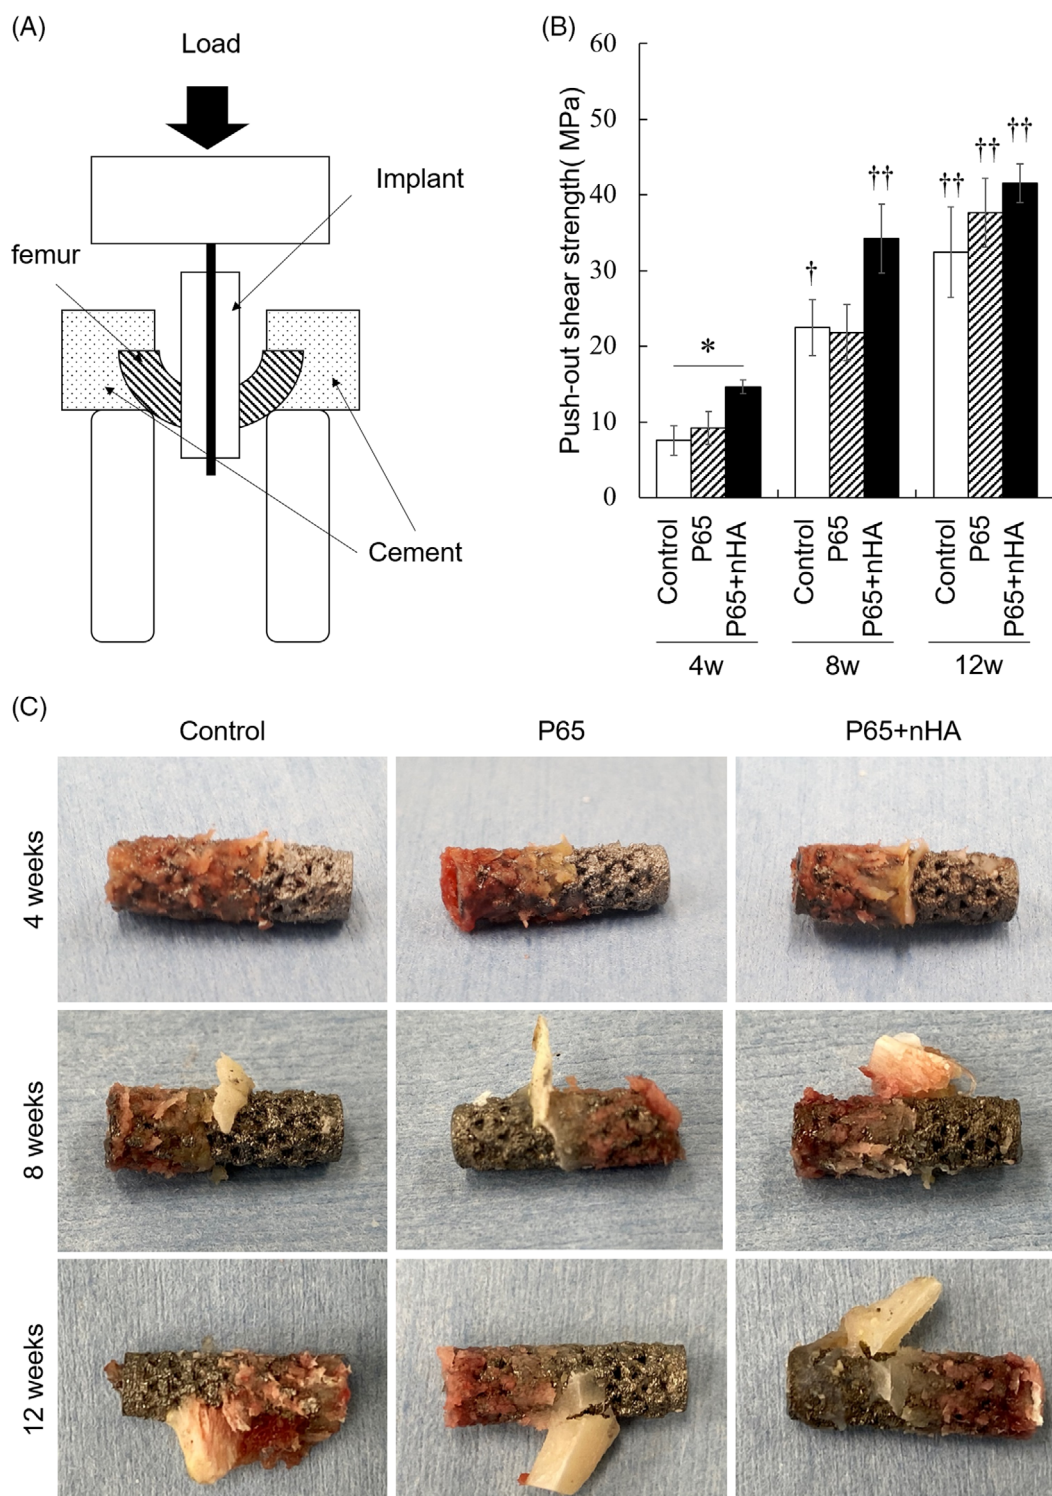 (A)
Load
Implant
femur
Cement
(B)
Push-out shear strength( MPa)
60
50
40
30
20
10
0
*
†
††
††
††
††
Control
P65
P65+nHA
Control
P65
P65+nHA
Control
P65
P65+nHA
4w
8w
12w
(C)
Control
P65
P65+nHA
4 weeks
8 weeks
12 weeks